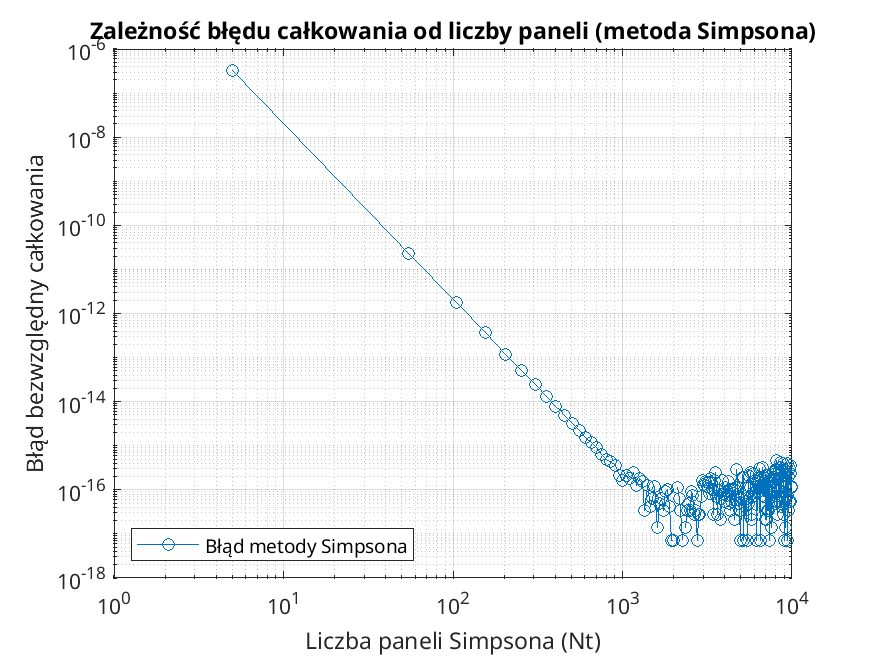 Zależność błędu całkowania od liczby paneli (metoda Simpsona)
10^-6
10^-8
10^-10
10^-12
10^-14
10^-16
10^-18
Błąd bezwzględny całkowania
Błąd metody Simpsona
10^0 10^1 10^2 10^3 10^4
Liczba paneli Simpsona (Nt)